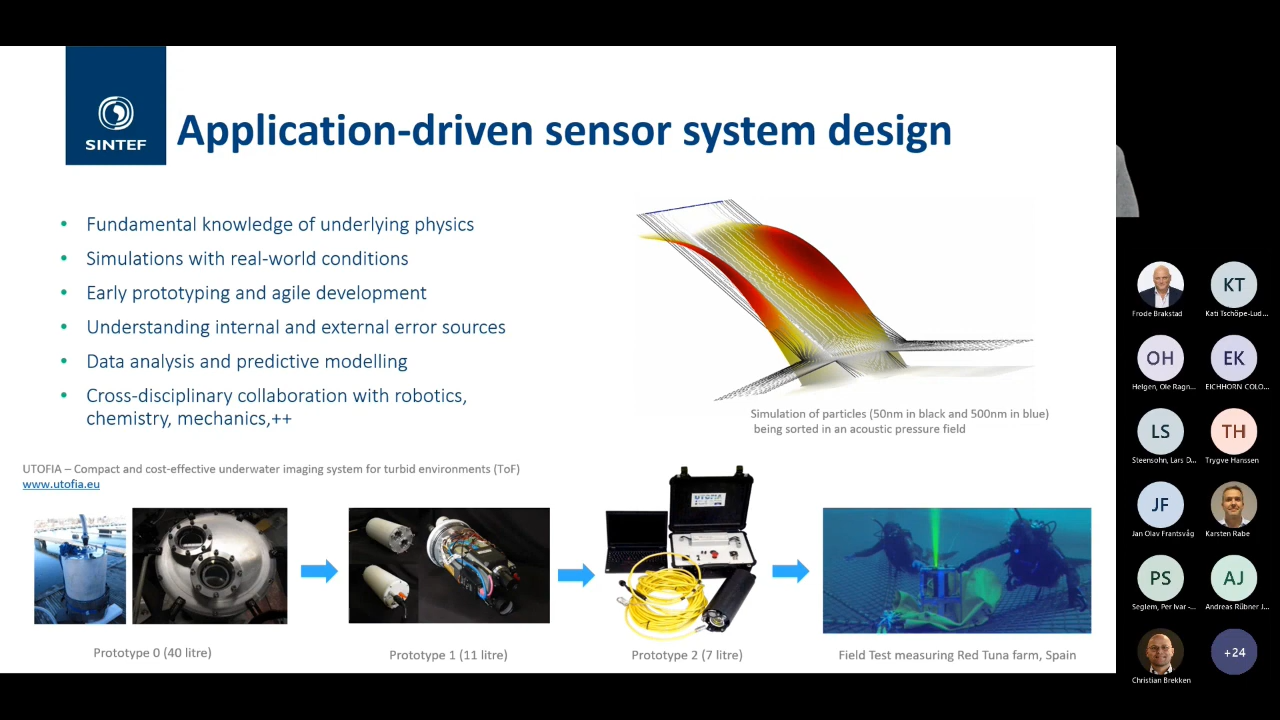 SINTEF
Application-driven sensor system design
• Fundamental knowledge of underlying physics
• Simulations with real-world conditions
• Early prototyping and agile development
• Understanding internal and external error sources
• Data analysis and predictive modelling
• Cross-disciplinary collaboration with robotics,
chemistry, mechanics,++
Simulation of particles (50nm in black and 500nm in blue)
being sorted in an acoustic pressure field
UTOFIA – Compact and cost-effective underwater imaging system for turbid environments (ToF)
www.utofia.eu
UTOFIA
Prototype 0 (40 litre)
Prototype 1 (11 litre)
Prototype 2 (7 litre)
Field Test measuring Red Tuna farm, Spain
Frode Brakstad
KT
Kati Tschöpe-Lud...
OH
Helgen, Ole Ragn...
EK
EICHHORN COLO...
LS
Steensohn, Lars D...
TH
Trygve Hanssen
JF
Jan Olav Frantsvåg
Karsten Rabe
PS
Seglem, Per Ivar -...
AJ
Andreas Rübner J...
Christian Brekken
+24